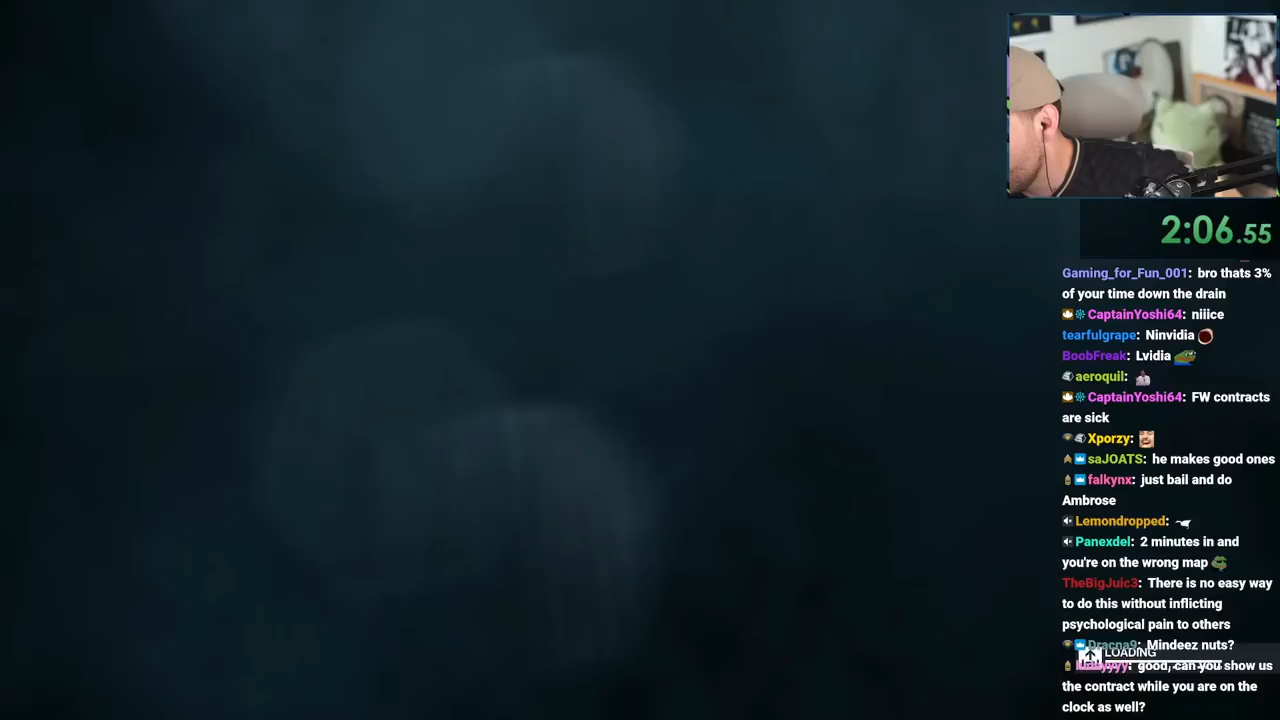 2:06.55
Gaming_for_Fun_001: bro thats 3%
of your time down the drain
CaptainYoshi64: niiice
tearfulgrape: Ninvidia
BoobFreak: Lvidia
aeroquil:
CaptainYoshi64: FW contracts
are sick
Xporzy:
saJOATS: he makes good ones
falkynx: just bail and do
Ambrose
Lemondropped:
Panexdel: 2 minutes in and
you're on the wrong map
TheBigJuic3: There is no easy way
to do this without inflicting
psychological pain to others
Dracna9: Mindeez nuts?
LOADING
good, can you show us
the contract while you are on the
clock as well?